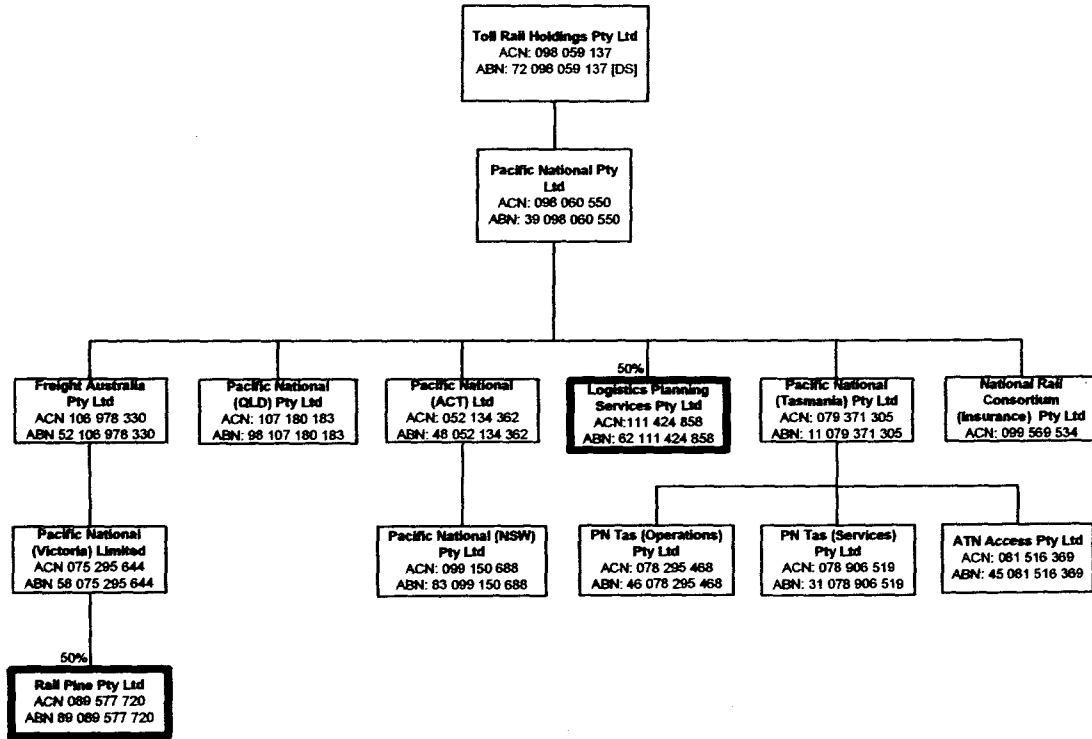 Toll Rail Holdings Pty Ltd
ACN: 098 059 137
ABN: 72 098 059 137 [DS]
Pacific National Pty
Ltd
ACN: 098 060 550
ABN: 39 098 060 550
Freight Australia
Pty Ltd
ACN 106 978 330
ABN 52 106 978 330
Pacific National
(QLD) Pty Ltd
ACN: 107 180 183
ABN: 98 107 180 183
Pacific National
(ACT) Ltd
ACN: 052 134 362
ABN: 48 052 134 362
50%
Logistics Planning
Services Pty Ltd
ACN:111 424 858
ABN: 62 111 424 858
Pacific National
(Tasmania) Pty Ltd
ACN: 079 371 305
ABN: 11 079 371 305
National Rail
Consortium
(Insurance) Pty Ltd
ACN: 099 569 534
Pacific National
(Victoria) Limited
ACN 075 295 644
ABN 58 075 295 644
Pacific National (NSW)
Pty Ltd
ACN: 099 150 688
ABN: 83 099 150 688
PN Tas (Operations)
Pty Ltd
ACN: 078 295 468
ABN: 46 078 295 468
PN Tas (Services)
Pty Ltd
ACN: 078 906 519
ABN: 31 078 906 519
ATN Access Pty Ltd
ACN: 081 516 369
ABN: 45 081 516 369
50%
Rail Pine Pty Ltd
ACN 089 577 720
ABN 89 089 577 720